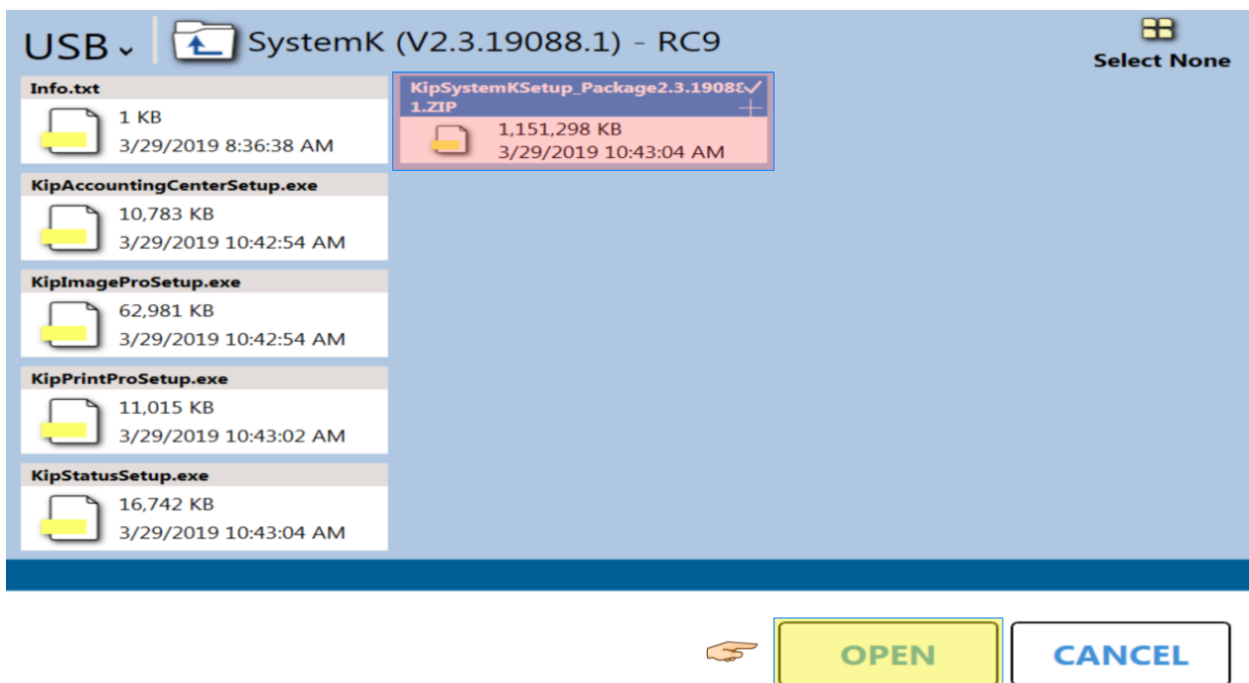 USB
SystemK (V2.3.19088.1) - RC9
Select None
Info.txt
1 KB
3/29/2019 8:36:38 AM
KipAccountingCenterSetup.exe
10,783 KB
3/29/2019 10:42:54 AM
KipImageProSetup.exe
62,981 KB
3/29/2019 10:42:54 AM
KipPrintProSetup.exe
11,015 KB
3/29/2019 10:43:02 AM
KipStatusSetup.exe
16,742 KB
3/29/2019 10:43:04 AM
KipSystemKSetup_Package2.3.19088
1.ZIP
1,151,298 KB
3/29/2019 10:43:04 AM
OPEN
CANCEL